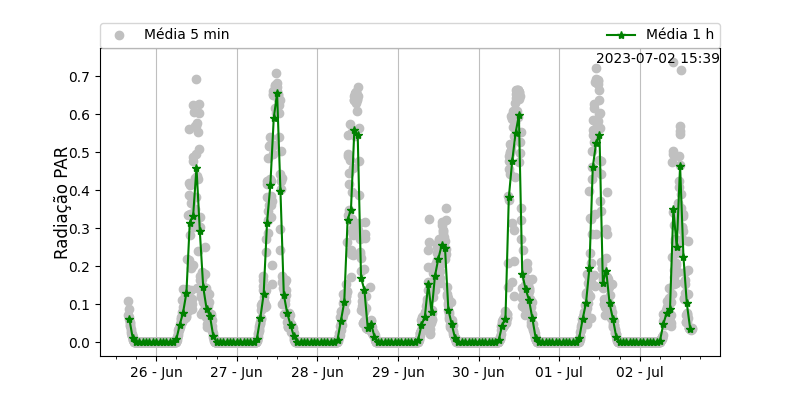 Média 5 min
Média 1 h
2023-07-02 15:39
Radiação PAR
0.7
0.6
0.5
0.4
0.3
0.2
0.1
0.0
26 - Jun
27 - Jun
28 - Jun
29 - Jun
30 - Jun
01 - Jul
02 - Jul